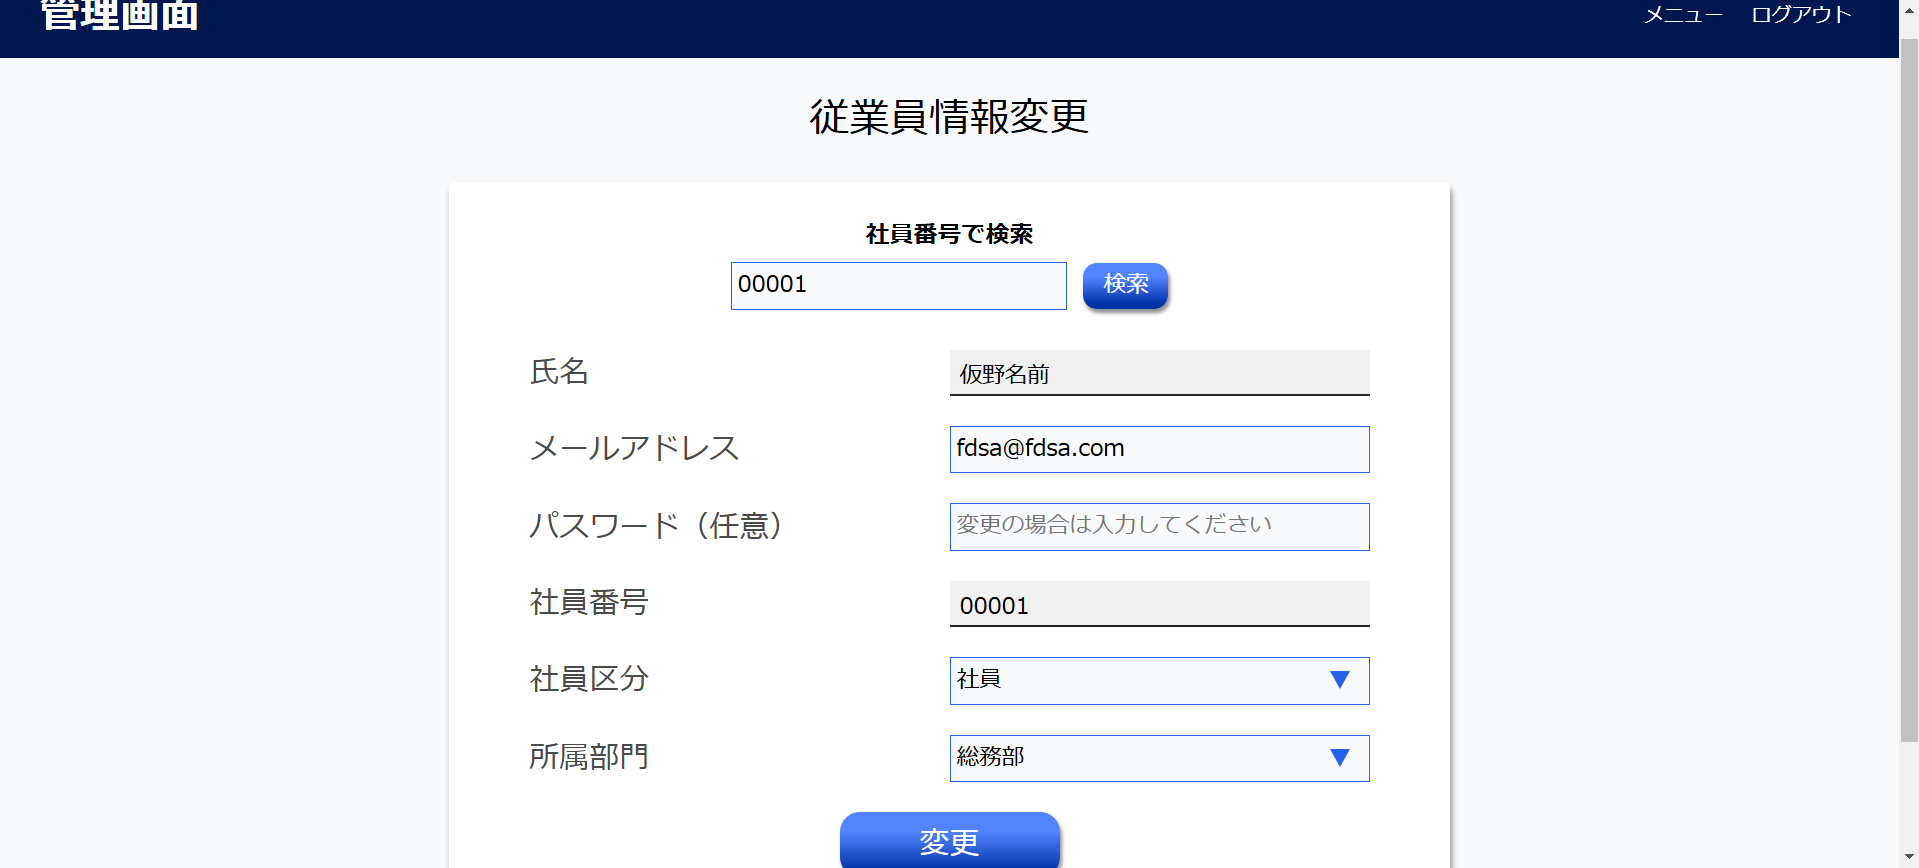 管理画面
メニュー ログアウト
従業員情報変更
社員番号で検索
00001 検索
氏名 仮野名前
メールアドレス fdsa@fdsa.com
パスワード（任意） 変更の場合は入力してください
社員番号 00001
社員区分 社員
所属部門 総務部
変更